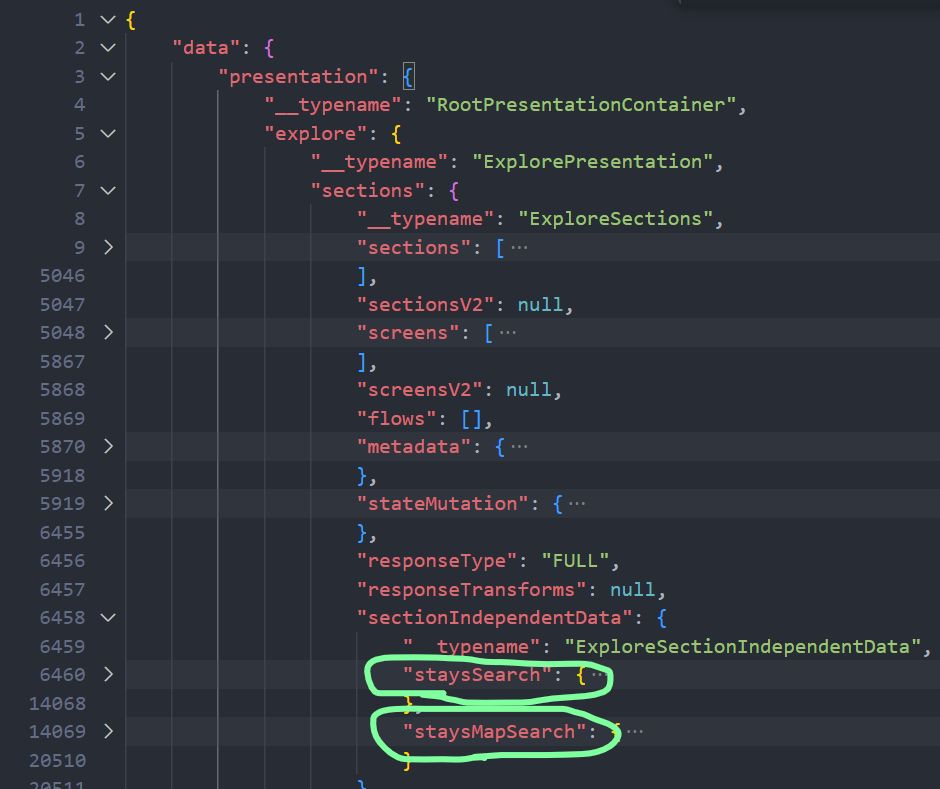 1 {
2 "data": {
3 "presentation": {
4 "__typename": "RootPresentationContainer",
5 "explore": {
6 "__typename": "ExplorePresentation",
7 "sections": {
8 "__typename": "ExploreSections",
9 "sections": [ ⋯
5046 ],
5047 "sectionsV2": null,
5048 "screens": [ ⋯
5867 ],
5868 "screensV2": null,
5869 "flows": [],
5870 "metadata": { ⋯
5918 },
5919 "stateMutation": { ⋯
6455 },
6456 "responseType": "FULL",
6457 "responseTransforms": null,
6458 "sectionIndependentData": {
6459 "__typename": "ExploreSectionIndependentData",
6460 "staysSearch": { ⋯
14068 },
14069 "staysMapSearch": { ⋯
20510 }
20511 }